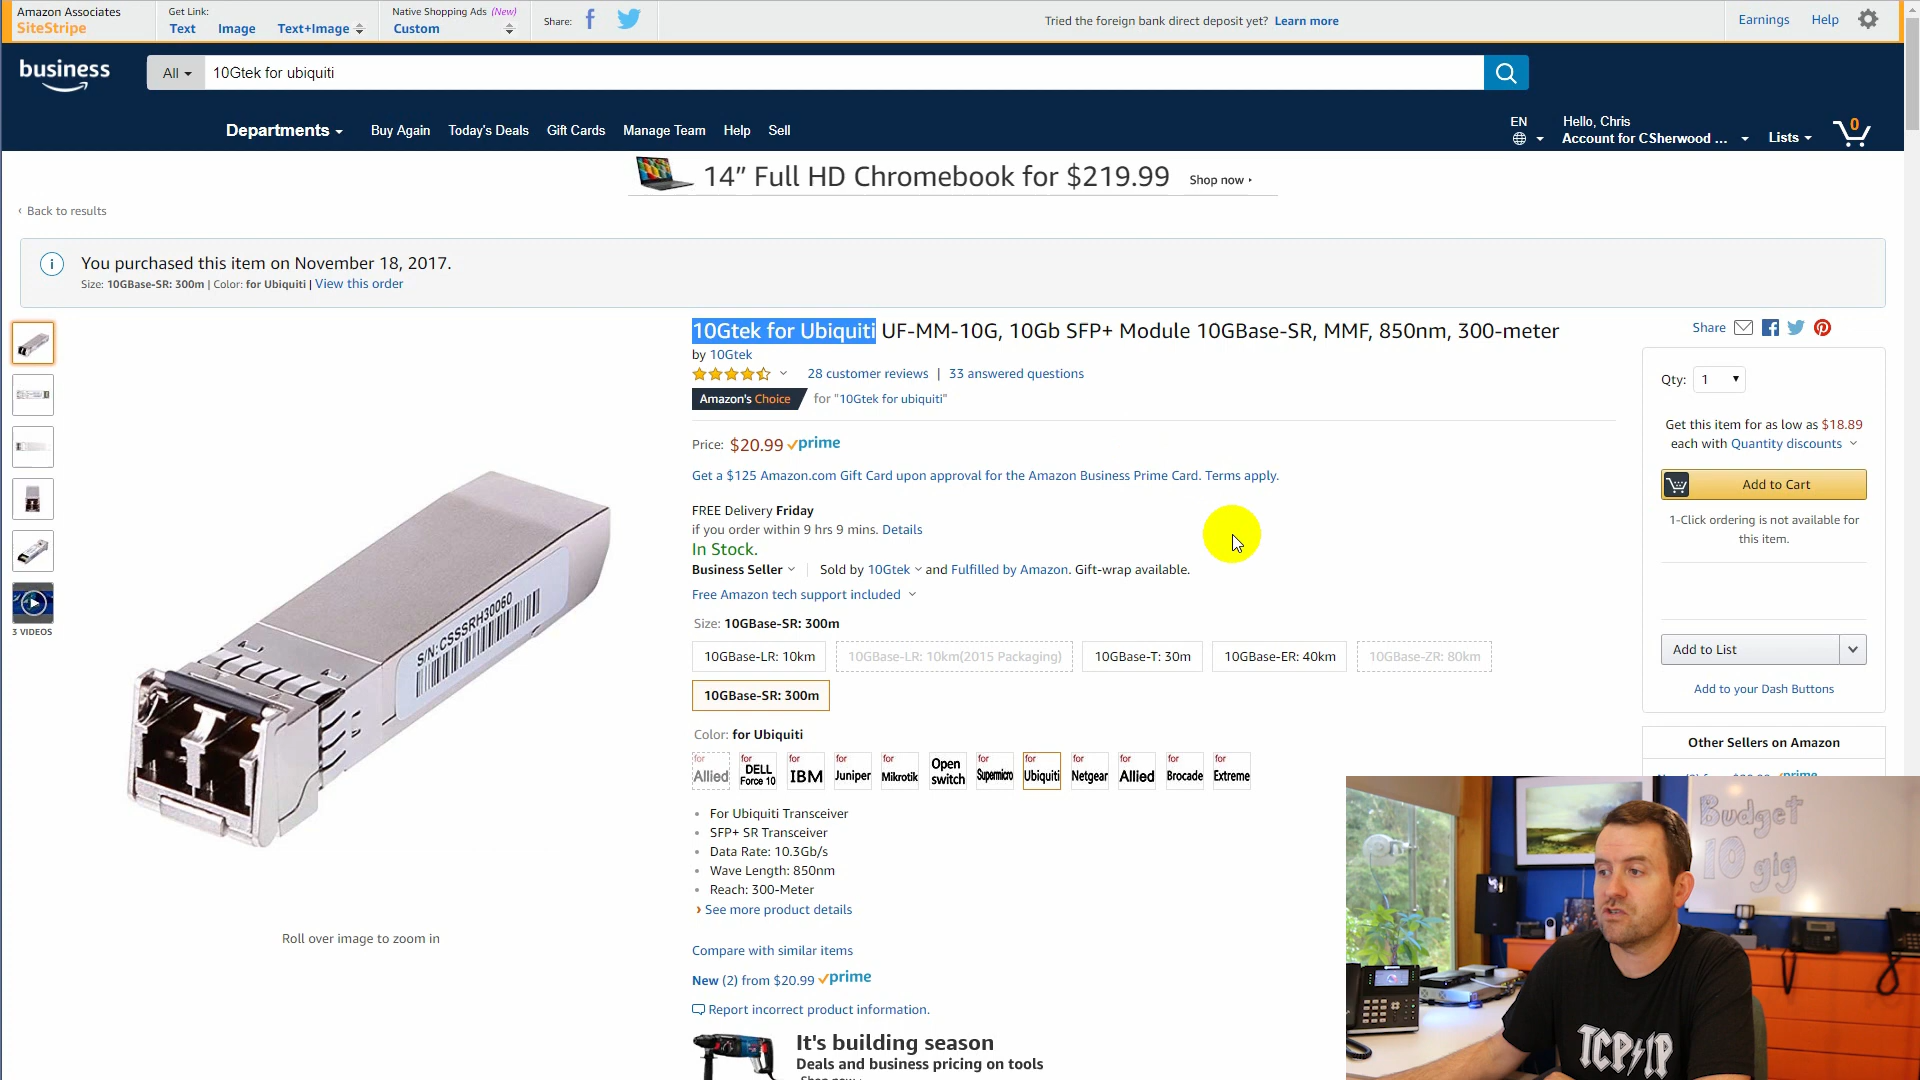 Amazon Associates
SiteStripe
Get Link:
Text Image Text+Image
Native Shopping Ads (New)
Custom
Share:
Tried the foreign bank direct deposit yet? Learn more
Earnings Help
business
All
10Gtek for ubiquiti
Departments
Buy Again Today's Deals Gift Cards Manage Team Help Sell
EN
Hello, Chris
Account for CSherwood ...
Lists
0
14” Full HD Chromebook for $219.99 Shop now
‹ Back to results
You purchased this item on November 18, 2017.
Size: 10GBase-SR: 300m | Color: for Ubiquiti | View this order
10Gtek for Ubiquiti UF-MM-10G, 10Gb SFP+ Module 10GBase-SR, MMF, 850nm, 300-meter
by 10Gtek
28 customer reviews | 33 answered questions
Amazon's Choice for "10Gtek for ubiquiti"
Price: $20.99 prime
Get a $125 Amazon.com Gift Card upon approval for the Amazon Business Prime Card. Terms apply.
FREE Delivery Friday
if you order within 9 hrs 9 mins. Details
In Stock.
Business Seller Sold by 10Gtek and Fulfilled by Amazon. Gift-wrap available.
Free Amazon tech support included
Size: 10GBase-SR: 300m
10GBase-LR: 10km 10GBase-LR: 10km(2015 Packaging) 10GBase-T: 30m 10GBase-ER: 40km 10GBase-ZR: 80km
10GBase-SR: 300m
Color: for Ubiquiti
for Allied
for DELL Force 10
for IBM
for Juniper
for Mikrotik
Open switch
for Supermicro
for Ubiquiti
for Netgear
for Allied
for Brocade
for Extreme
For Ubiquiti Transceiver
SFP+ SR Transceiver
Data Rate: 10.3Gb/s
Wave Length: 850nm
Reach: 300-Meter
› See more product details
Compare with similar items
New (2) from $20.99 prime
Report incorrect product information.
It's building season
Deals and business pricing on tools
S/N:CSSSRH30060
3 VIDEOS
Roll over image to zoom in
Share
Qty: 1
Get this item for as low as $18.89
each with Quantity discounts
Add to Cart
1-Click ordering is not available for
this item.
Add to List
Add to your Dash Buttons
Other Sellers on Amazon
Budget
10
gig
TCP/IP